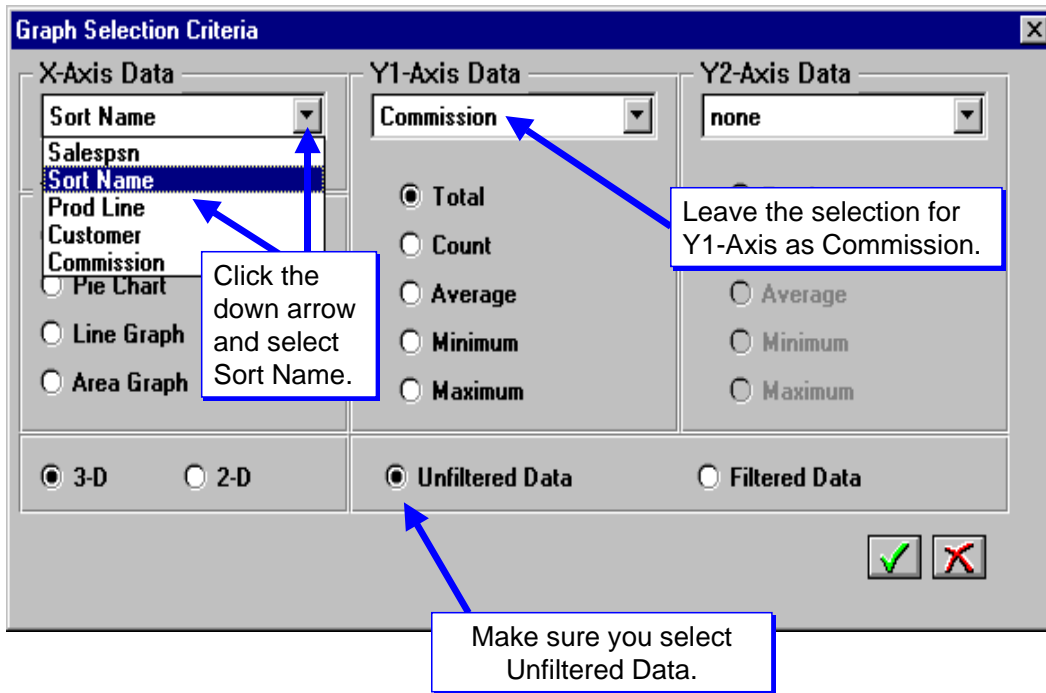 Graph Selection Criteria
X-Axis Data
Sort Name
Salespsn
Sort Name
Prod Line
Customer
Commission
Pie Chart
Line Graph
Area Graph
Click the
down arrow
and select
Sort Name.
Y1-Axis Data
Commission
Total
Count
Average
Minimum
Maximum
Y2-Axis Data
none
Leave the selection for
Y1-Axis as Commission.
Average
Minimum
Maximum
3-D
2-D
Unfiltered Data
Filtered Data
Make sure you select
Unfiltered Data.